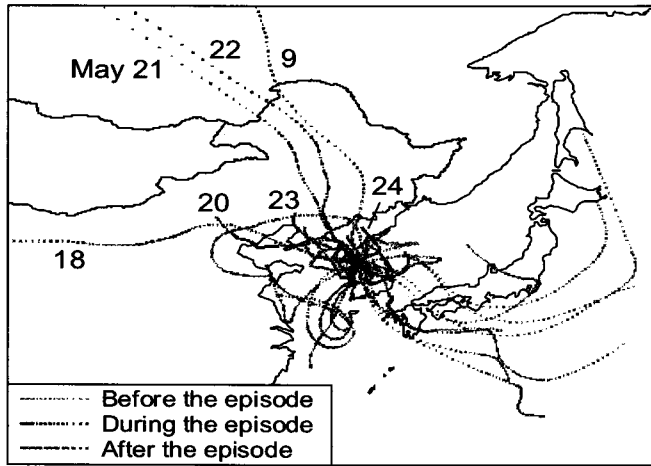 9
22
May 21
20
23
24
18
Before the episode
During the episode
After the episode